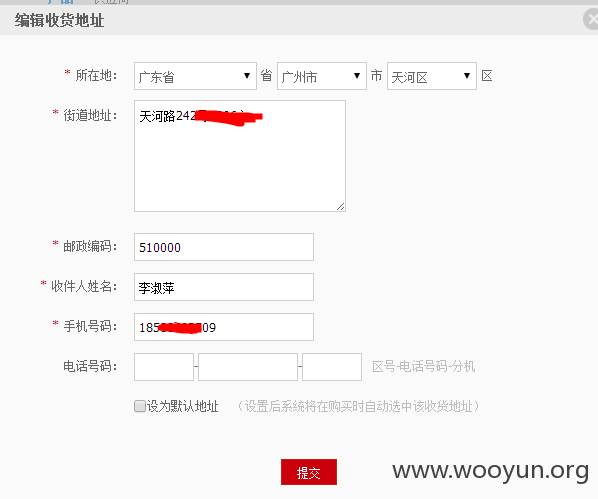 编辑收货地址
* 所在地： 广东省 省 广州市 市 天河区 区
* 街道地址： 天河路242
* 邮政编码： 510000
* 收件人姓名： 李淑萍
* 手机号码： 185 09
电话号码： - - 区号-电话号码-分机
设为默认地址 （设置后系统将在购买时自动选中该收货地址）
提交
www.wooyun.org